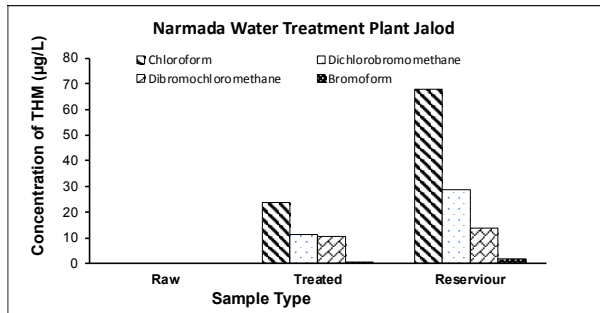 Narmada Water Treatment Plant Jalod
Concentration of THM (µg/L)
80
70
60
50
40
30
20
10
0
Chloroform Dichlorobromomethane
Dibromochloromethane Bromoform
Raw Treated Reserviour
Sample Type